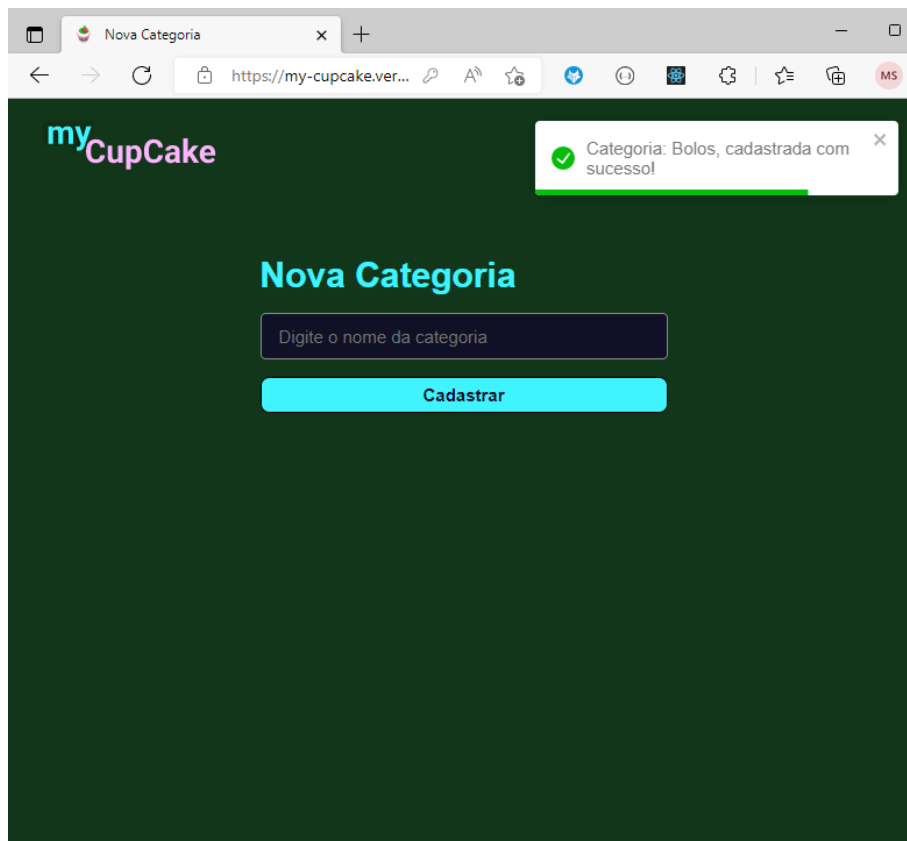 Nova Categoria
https://my-cupcake.ver...
MS
my
CupCake
Categoria: Bolos, cadastrada com
sucesso!
Nova Categoria
Digite o nome da categoria
Cadastrar